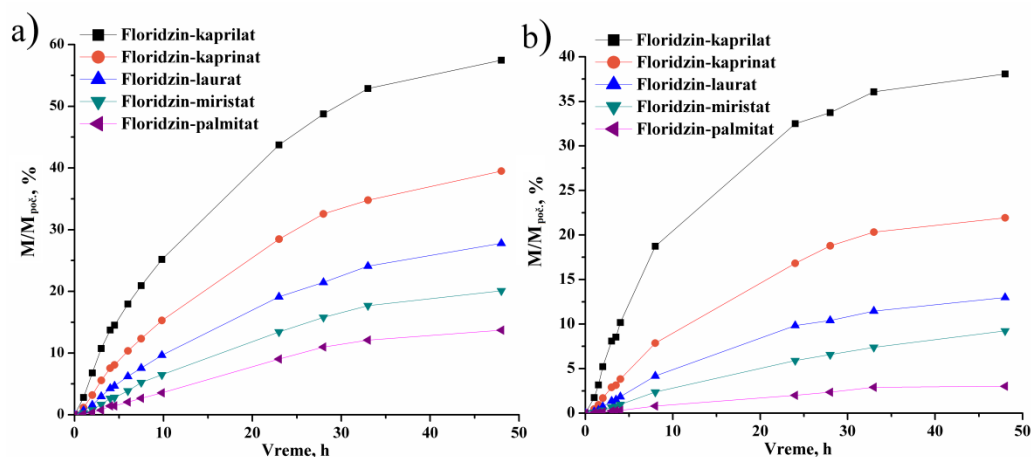 a)
Floridzin-kaprilat
Floridzin-kaprinat
Floridzin-laurat
Floridzin-miristat
Floridzin-palmitat
60
50
40
30
20
10
0
M/Mpoč., %
0 10 20 30 40 50
Vreme, h
b)
Floridzin-kaprilat
Floridzin-kaprinat
Floridzin-laurat
Floridzin-miristat
Floridzin-palmitat
40
35
30
25
20
15
10
5
0
M/Mpoč., %
0 10 20 30 40 50
Vreme, h